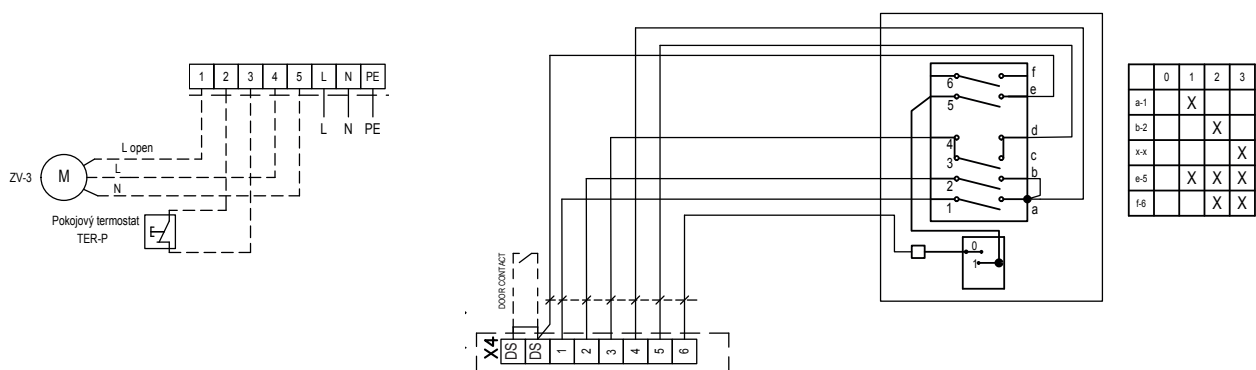 1 2 3 4 5 L N PE
L N PE
L open
L
N
ZV-3
M
Pokojový termostat
TER-P
f
6
e
5
d
4
c
3
b
2
a
1
0
1
0 1 2 3
a-1 X
b-2 X
x-x X
e-5 X X X
f-6 X X
DOOR CONTACT
X4
DS DS 1 2 3 4 5 6